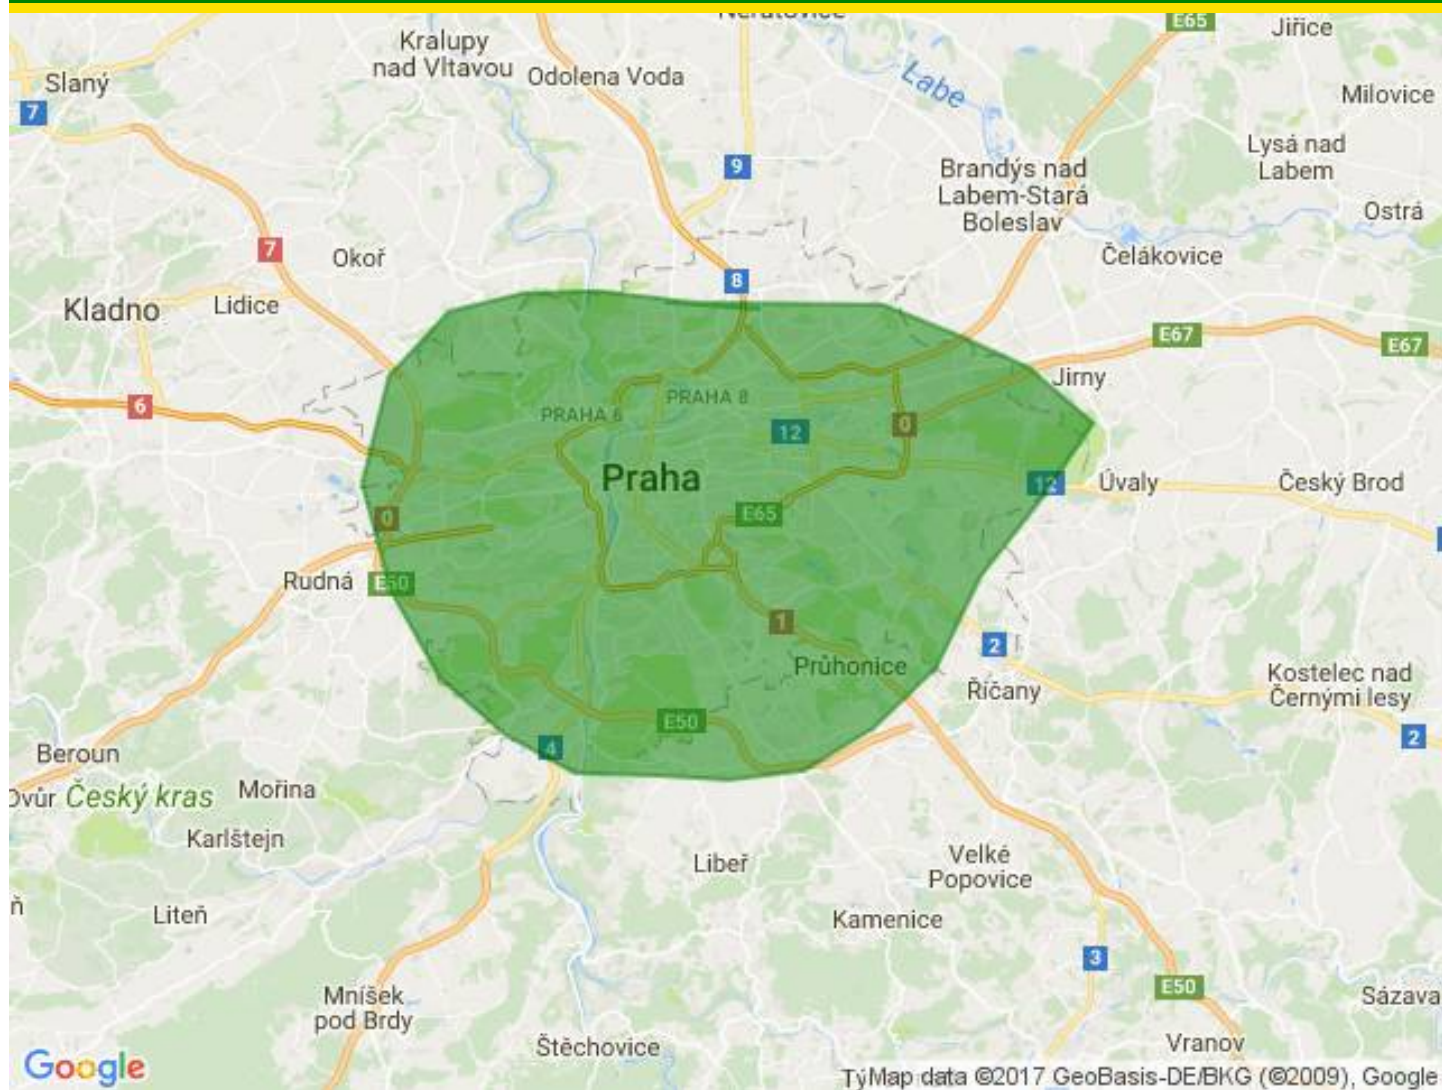 Neratovice
E65
Jiřice
Kralupy
nad Vltavou
Odolena Voda
Slaný
Labe
Milovice
7
Lysá nad
Labem
9
Brandýs nad
Labem-Stará
Boleslav
Ostrá
7
Okoř
Čelákovice
8
Kladno
Lidice
E67
E67
Jirny
PRAHA 8
6
PRAHA 6
0
12
Praha
12
Úvaly
Český Brod
0
E65
Rudná
E50
1
2
Průhonice
Říčany
Kostelec nad
Černými lesy
E50
2
4
Beroun
Mořina
Dvůr
Český kras
Karlštejn
Libeř
Velké
Popovice
ň
Liteň
Kamenice
3
E50
Mníšek
pod Brdy
Sázava
Štěchovice
Vranov
Google
TýMap data ©2017 GeoBasis-DE/BKG (©2009), Google